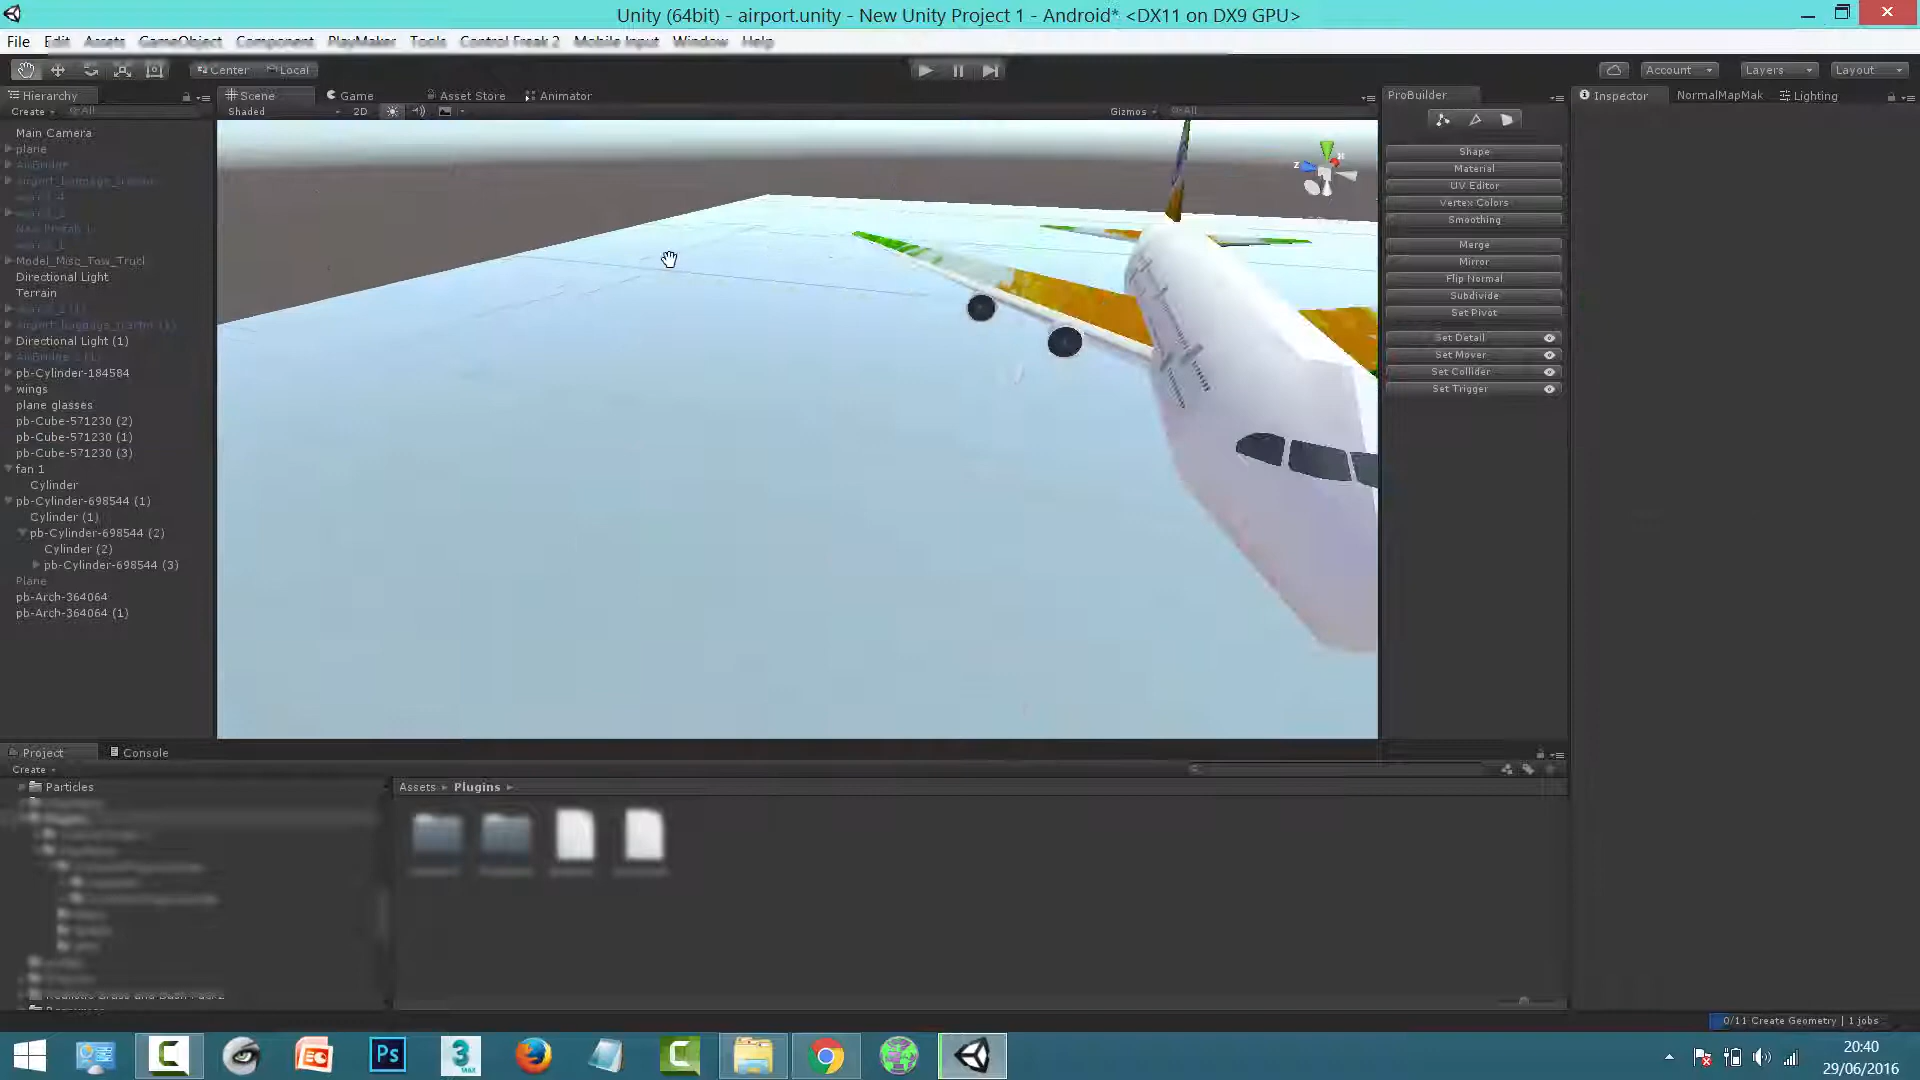 Unity (64bit) - airport.unity - New Unity Project 1 - Android* <DX11 on DX9 GPU>
File Edit Assets GameObject Component PlayMaker Tools Control Freak 2 Mobile Input Window Help
Center Local
Account Layers Layout
Hierarchy
Scene Game Asset Store Animator
ProBuilder
Inspector NormalMapMak Lighting
Create All
Shaded 2D Gizmos All
Main Camera
plane
Model_Misc_Tow_Truck
Directional Light
Terrain
Directional Light (1)
pb-Cylinder-184584
wings
plane glasses
pb-Cube-571230 (2)
pb-Cube-571230 (1)
pb-Cube-571230 (3)
fan 1
Cylinder
pb-Cylinder-698544 (1)
Cylinder (1)
pb-Cylinder-698544 (2)
Cylinder (2)
pb-Cylinder-698544 (3)
Plane
pb-Arch-364064
pb-Arch-364064 (1)
z
x
Shape
Material
UV Editor
Vertex Colors
Smoothing
Merge
Mirror
Flip Normal
Subdivide
Set Pivot
Set Detail
Set Mover
Set Collider
Set Trigger
Project Console
Create
Particles
Assets Plugins
0/11 Create Geometry | 1 jobs
Ps
3
MAX
20:40
29/06/2016